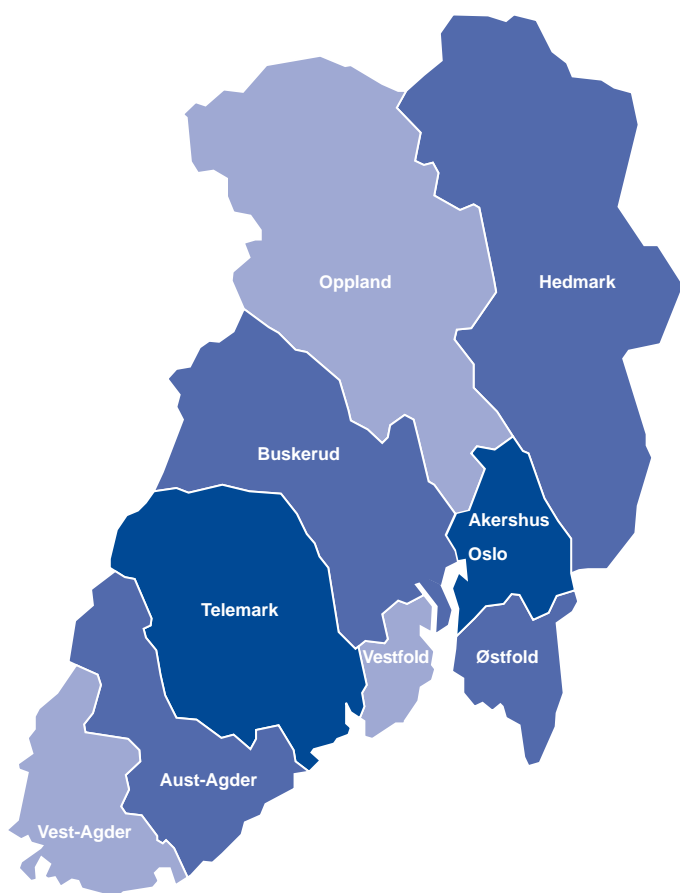 Oppland
Hedmark
Buskerud
Akershus
Oslo
Telemark
Vestfold
Østfold
Aust-Agder
Vest-Agder